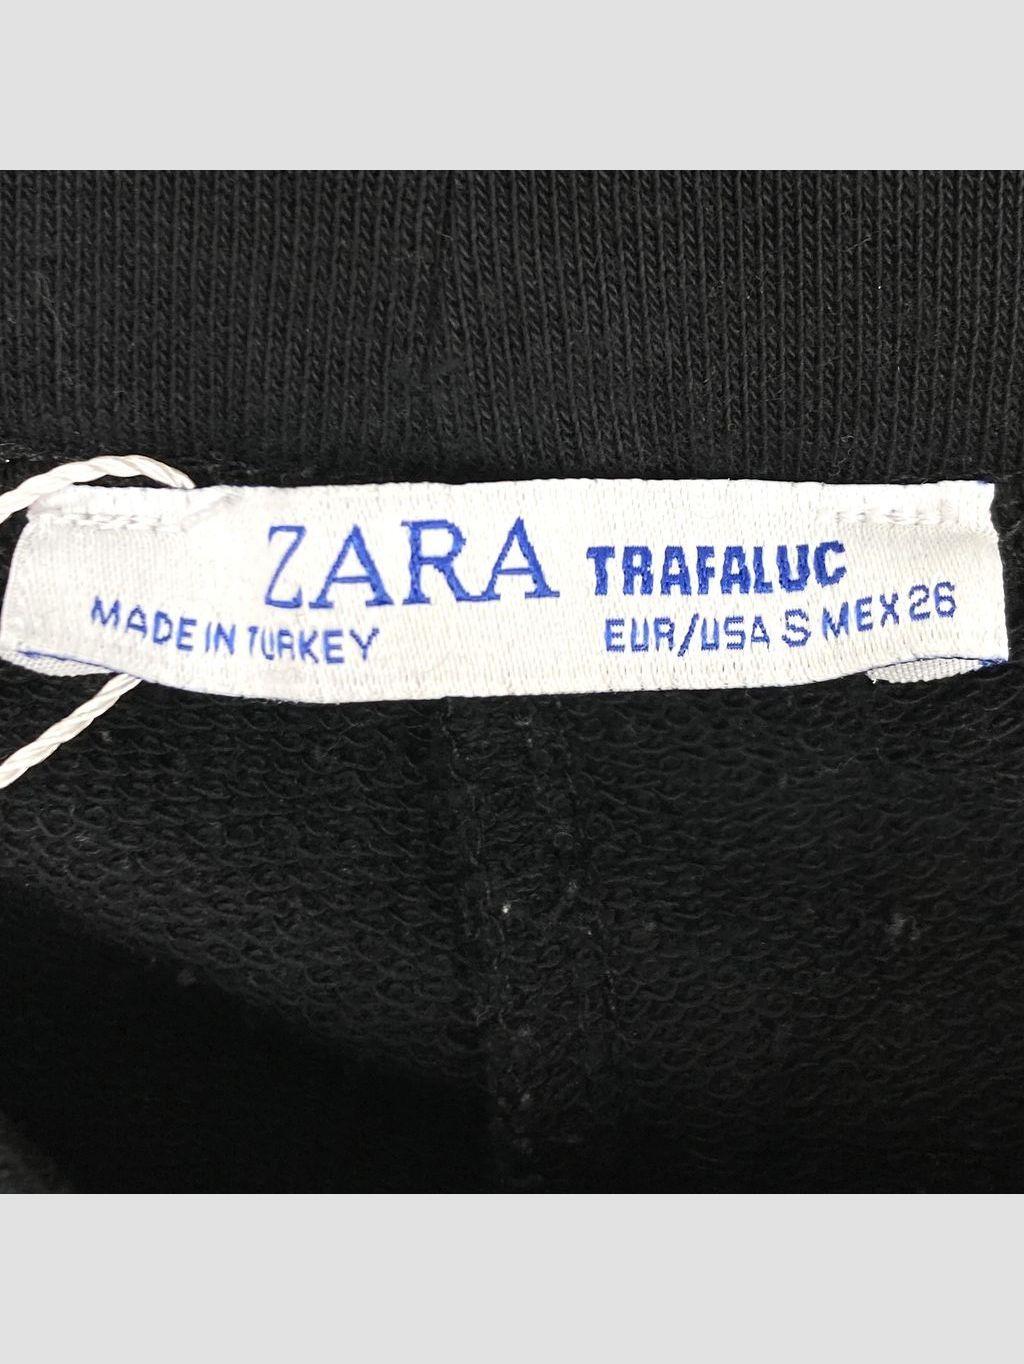 ZARA TRAFALUC
MADE IN TURKEY EUR/USA S MEX 26